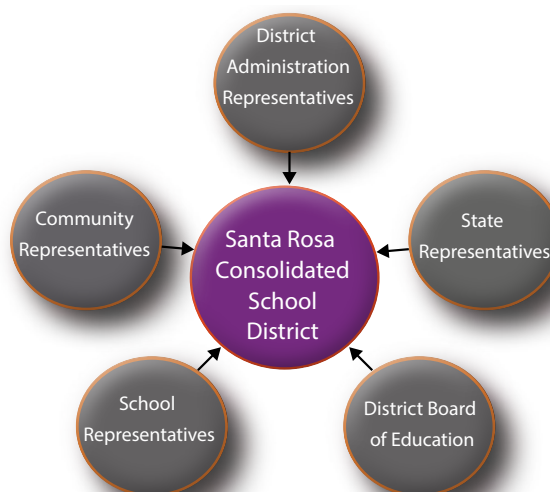 District
Administration
Representatives
Community
Representatives
Santa Rosa
Consolidated
School
District
State
Representatives
School
Representatives
District Board
of Education